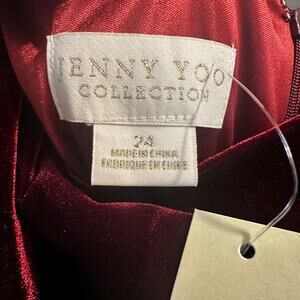 JENNY YOO
COLLECTION
24
MADE IN CHINA
FABRIQUE EN CHINE